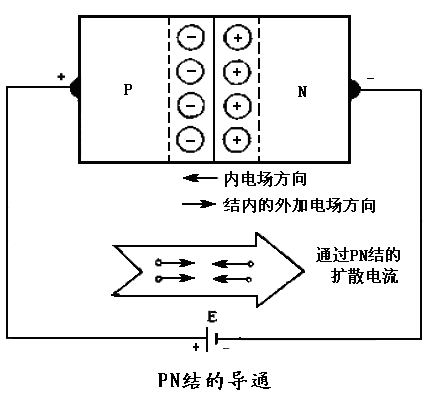 +
-
P
N
- +
- +
- +
- +
内电场方向
结内的外加电场方向
通过PN结的
扩散电流
E
+ -
PN结的导通